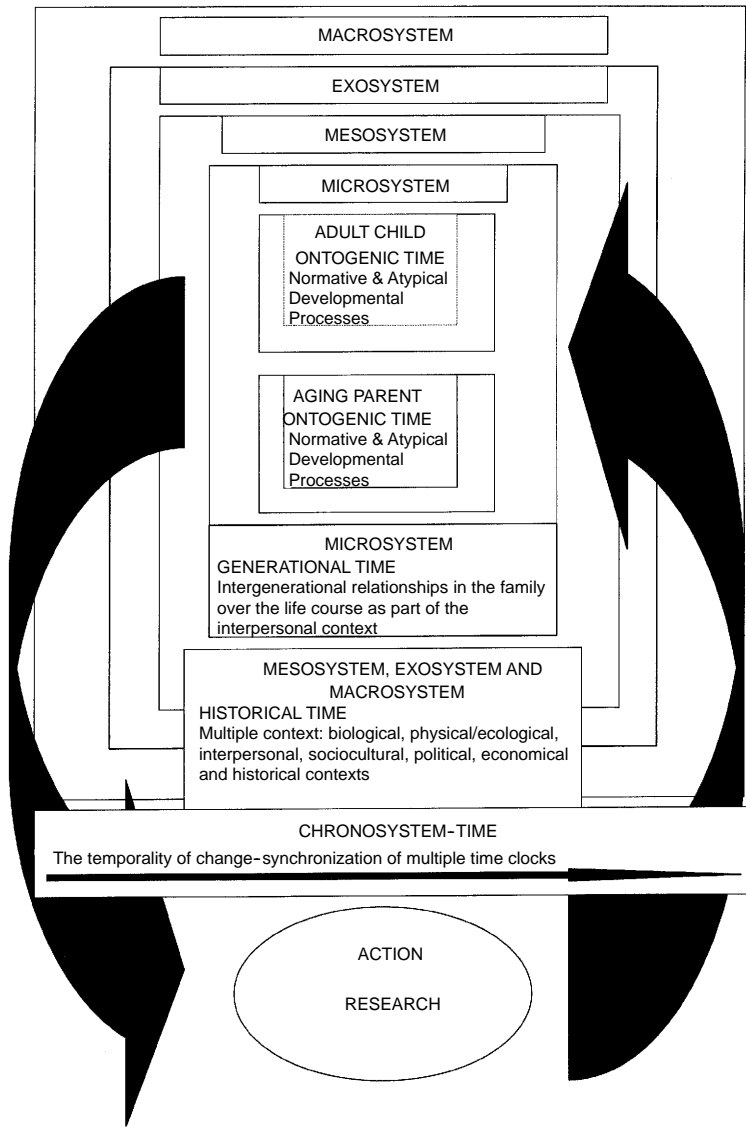 MACROSYSTEM
EXOSYSTEM
MESOSYSTEM
MICROSYSTEM
ADULT CHILD
ONTOGENIC TIME
Normative & Atypical
Developmental
Processes
AGING PARENT
ONTOGENIC TIME
Normative & Atypical
Developmental
Processes
MICROSYSTEM
GENERATIONAL TIME
Intergenerational relationships in the family
over the life course as part of the
interpersonal context
MESOSYSTEM, EXOSYSTEM AND
MACROSYSTEM
HISTORICAL TIME
Multiple context: biological, physical/ecological,
interpersonal, sociocultural, political, economical
and historical contexts
CHRONOSYSTEM-TIME
The temporality of change-synchronization of multiple time clocks
ACTION
RESEARCH